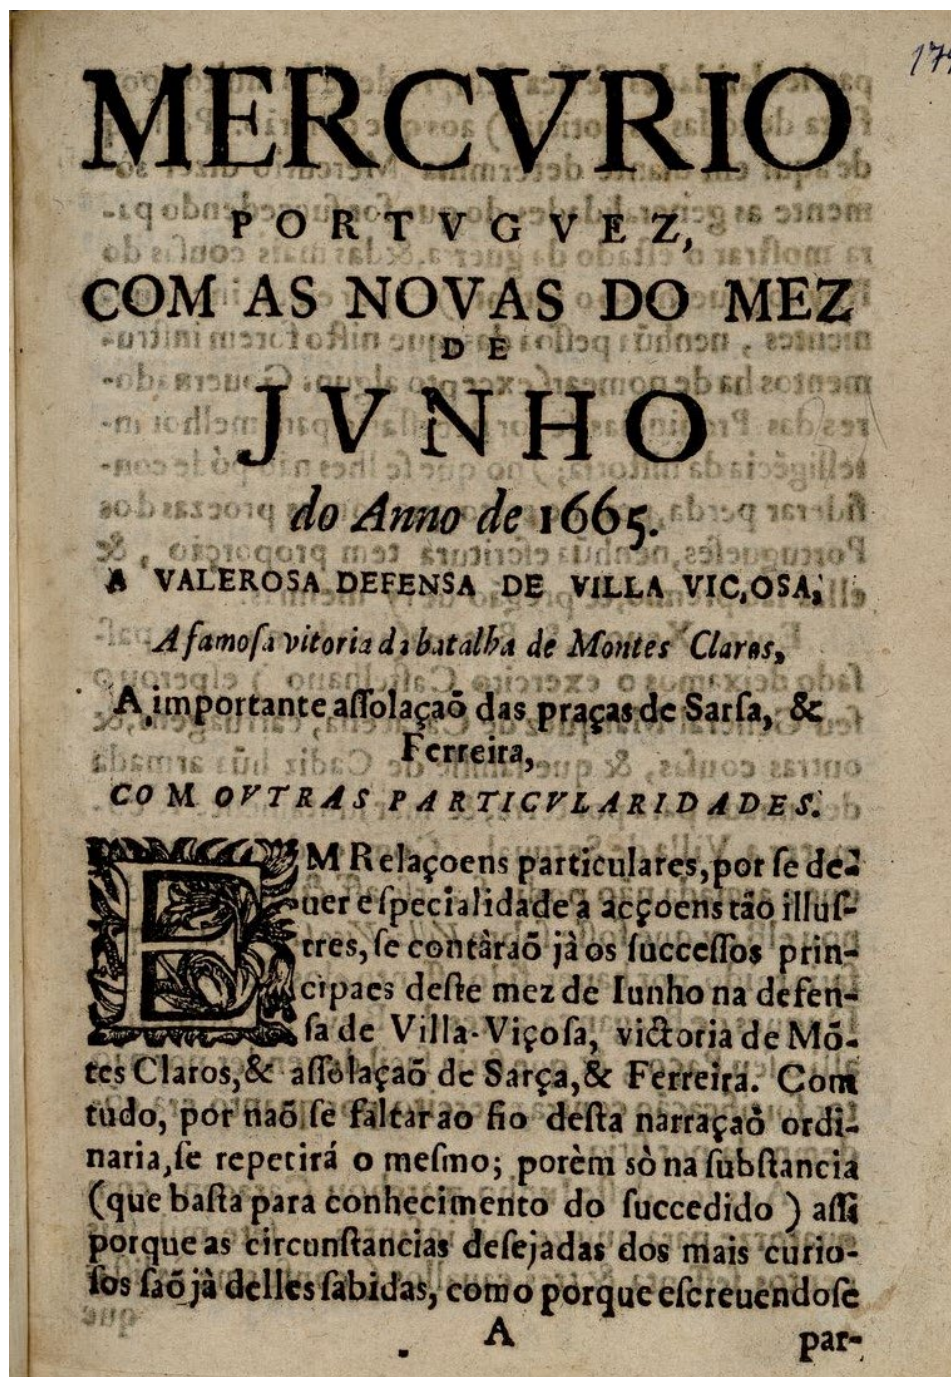 174
MERCVRIO
PORTVGVEZ,
COM AS NOVAS DO MEZ
DE
JVNHO
do Anno de 1665.
A VALEROSA DEFENSA DE VILLA VIC,OSA,
A famoſa vitoria da batalha de Montes Claros,
A importante aſſolaçaõ das praças de Sarſa, &
Ferreira,
COM OVTRAS PARTICVLARIDADES.
EM Relaçoens particulares, por ſe de-
uer eſpecialidade a acçoens tão illuſ-
tres, ſe contàraõ jà os ſucceſſos prin-
cipaes deſte mez de Iunho na defen-
ſa de Villa-Viçoſa, victoria de Mõ-
tes Claros, & aſſolaçaõ de Sarça, & Ferreira. Com
tudo, por naõ ſe faltar ao fio deſta narraçaõ ordi-
naria, ſe repetirá o meſmo; porèm sò na ſubſtancia
(que baſta para conhecimento do ſuccedido) aſſi
porque as circunſtancias deſejadas dos mais curio-
ſos ſaõ jà delles ſabidas, como porque eſcreuendoſe
A
par-